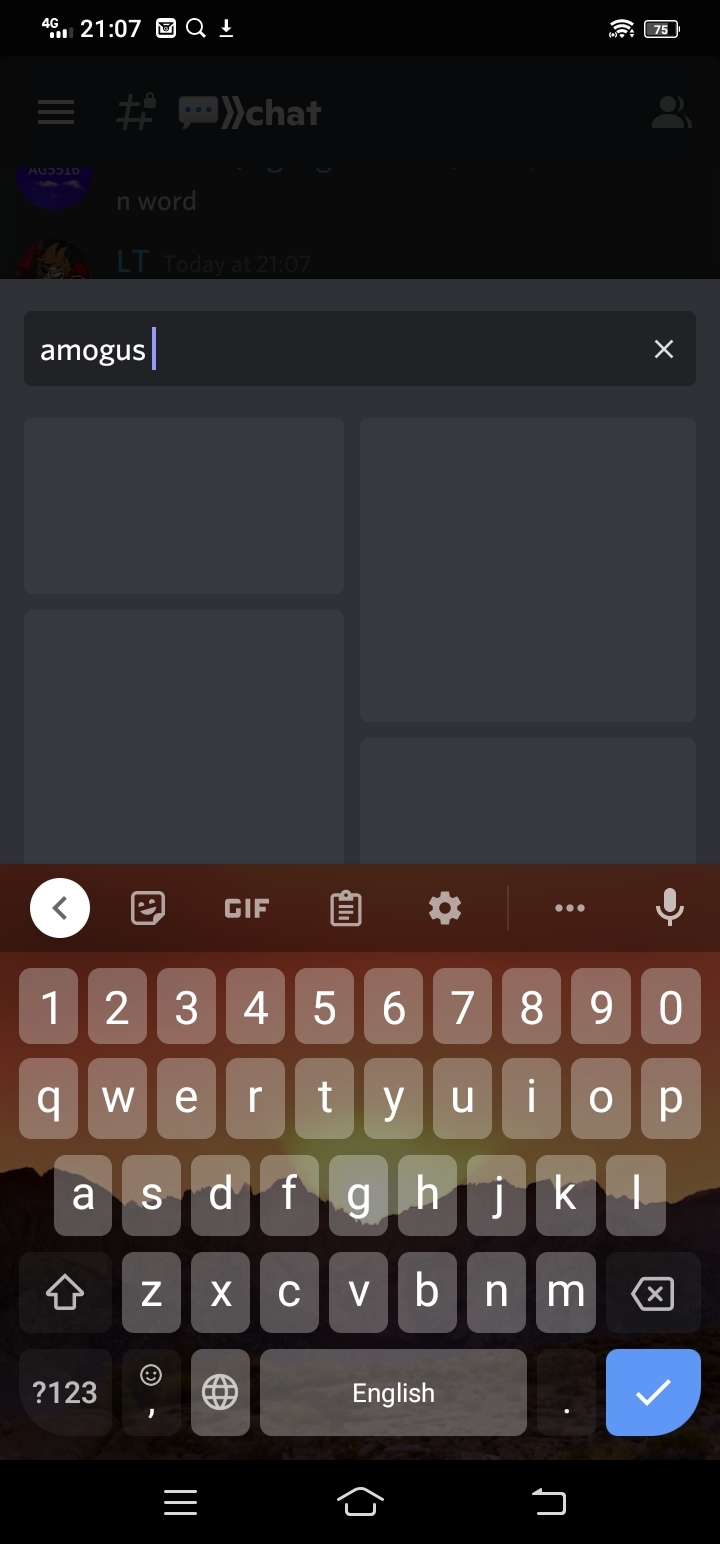 4G 21:07 75
# 》chat
AG5516
n word
LT Today at 21:07
amogus
GIF
1 2 3 4 5 6 7 8 9 0
q w e r t y u i o p
a s d f g h j k l
z x c v b n m
?123 , English .